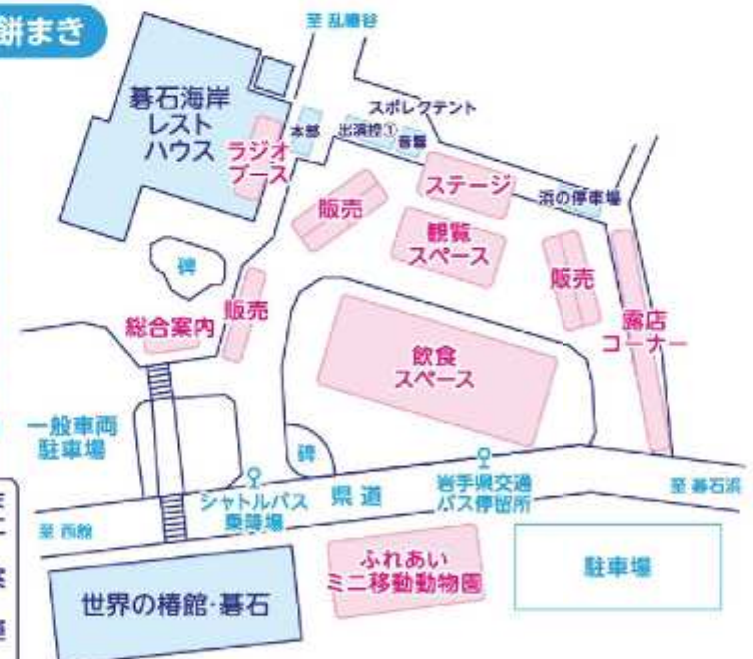 餅まき
至 乱曝谷
碁石海岸
レスト
ハウス
ラジオ
ブース
本部
出演控①
音響
スポレクテント
ステージ
浜の停車場
販売
観覧
スペース
販売
露店
コーナー
碑
販売
総合案内
飲食
スペース
一般車両
駐車場
碑
シャトルバス
乗降場
県道
岩手県交通
バス停留所
至 碁石浜
至 西舘
世界の椿館・碁石
ふれあい
ミニ移動動物園
駐車場